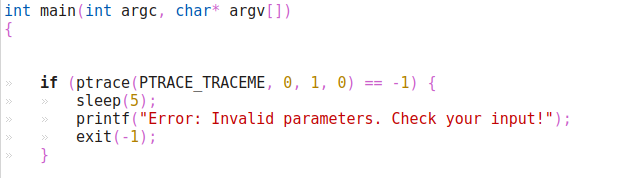 int main(int argc, char* argv[])
{
» if (ptrace(PTRACE_TRACEME, 0, 1, 0) == -1) {
» » sleep(5);
» » printf("Error: Invalid parameters. Check your input!");
» » exit(-1);
» }